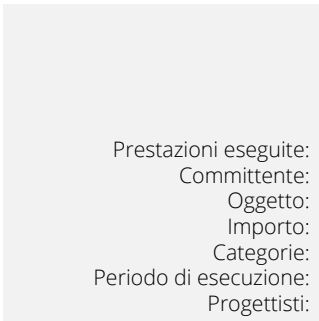 Prestazioni eseguite:
Committente:
Oggetto:
Importo:
Categorie:
Periodo di esecuzione:
Progettisti: